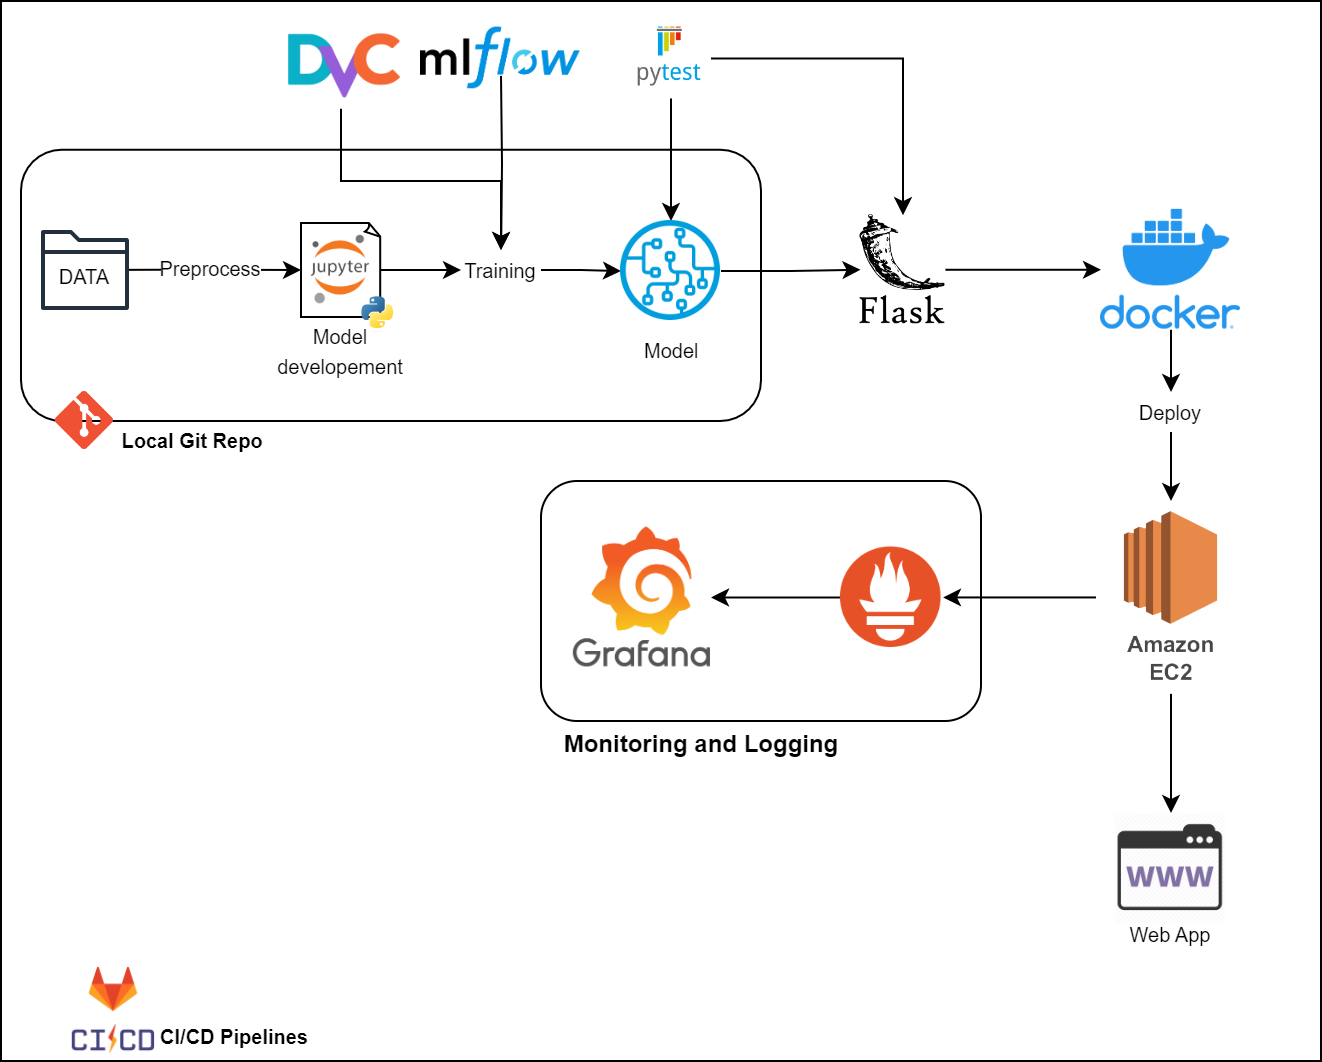 DVC
mlflow
pytest
DATA
Preprocess
jupyter
Training
Model
developement
Model
Flask
docker
Local Git Repo
Deploy
Grafana
Amazon
EC2
Monitoring and Logging
WWW
Web App
CI CD
CI/CD Pipelines